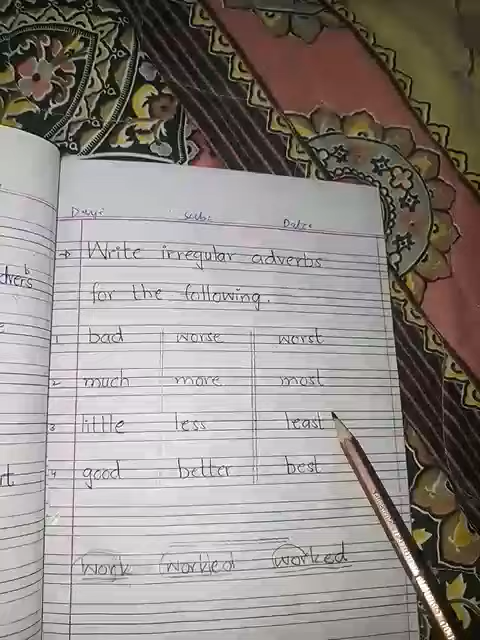 Day: Sub: Date:
→ Write irregular adverbs
for the following.
1 bad worse worst
2 much more most
3 little less least
4 good better best
work worked worked